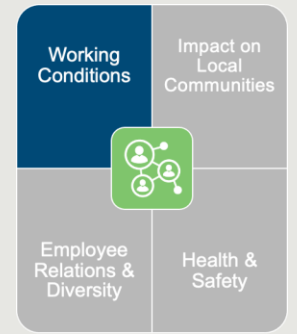 Working
Conditions
Impact on
Local
Communities
Employee
Relations &
Diversity
Health &
Safety